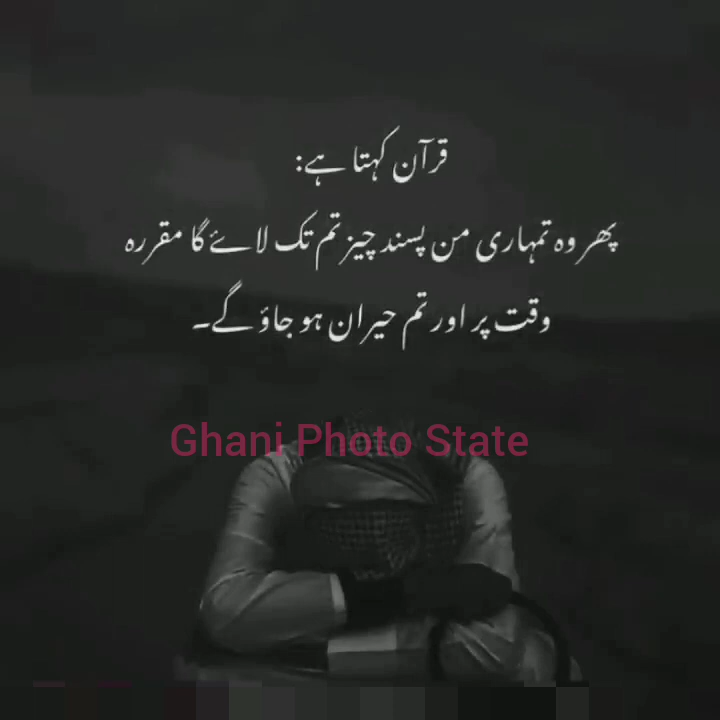 قرآن کہتا ہے:
پھر وہ تمہاری من پسند چیز تم تک لائے گا مقررہ
وقت پر اور تم حیران ہو جاؤ گے۔
Ghani Photo State